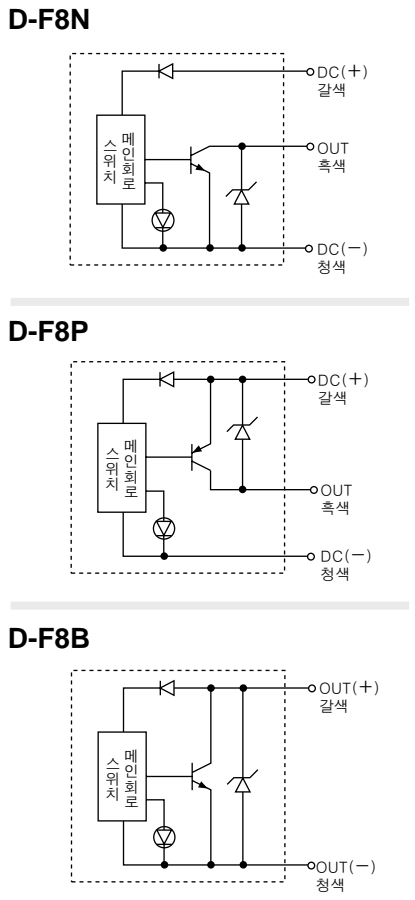 D-F8N
DC(+)
갈색
스위치
메인회로
OUT
흑색
DC(-)
청색
D-F8P
DC(+)
갈색
스위치
메인회로
OUT
흑색
DC(-)
청색
D-F8B
OUT(+)
갈색
스위치
메인회로
OUT(-)
청색